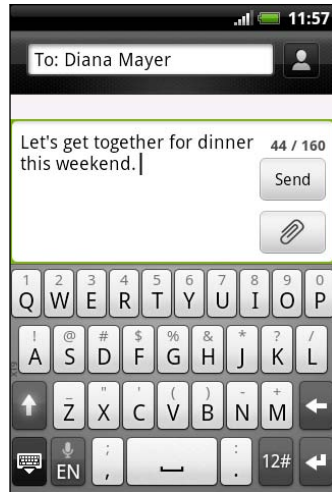 11:57
To: Diana Mayer
Let's get together for dinner 44 / 160
this weekend.
Send
1 2 3 4 5 6 7 8 9 0
Q W E R T Y U I O P
! @ # $ % & * ? /
A S D F G H J K L
_ " ' ( ) - +
Z X C V B N M
EN ; , : . 12#